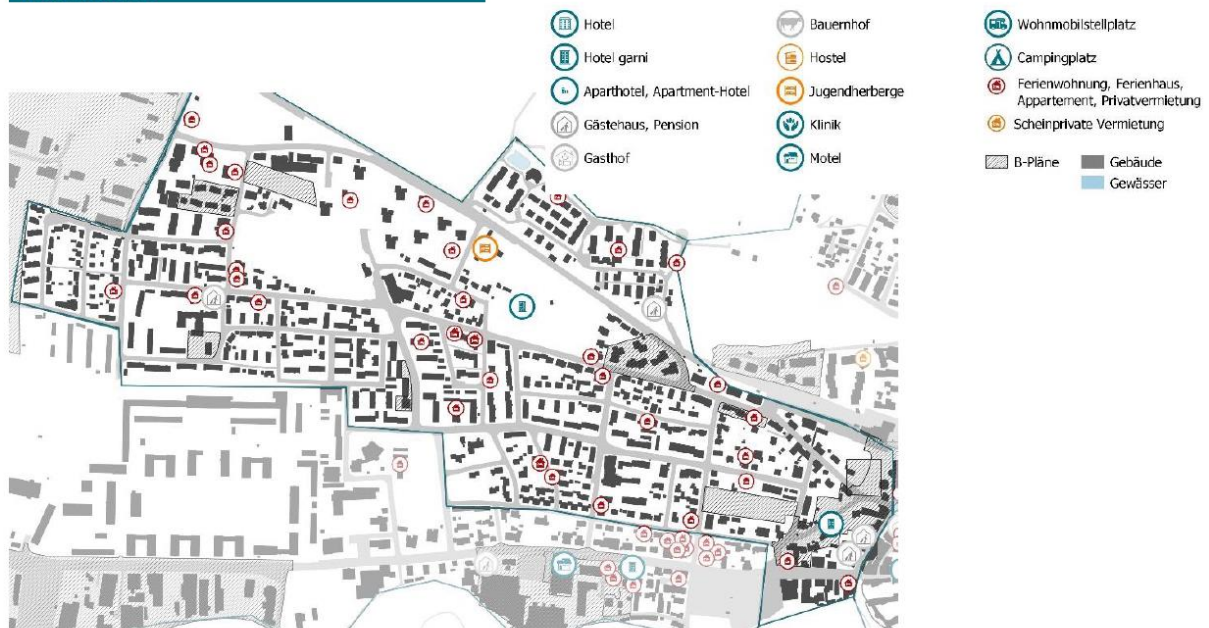 Hotel
Hotel garni
Aparthotel, Apartment-Hotel
Gästehaus, Pension
Gasthof
Bauernhof
Hostel
Jugendherberge
Klinik
Motel
Wohnmobilstellplatz
Campingplatz
Ferienwohnung, Ferienhaus,
Appartement, Privatvermietung
Scheinprivate Vermietung
B-Pläne
Gebäude
Gewässer